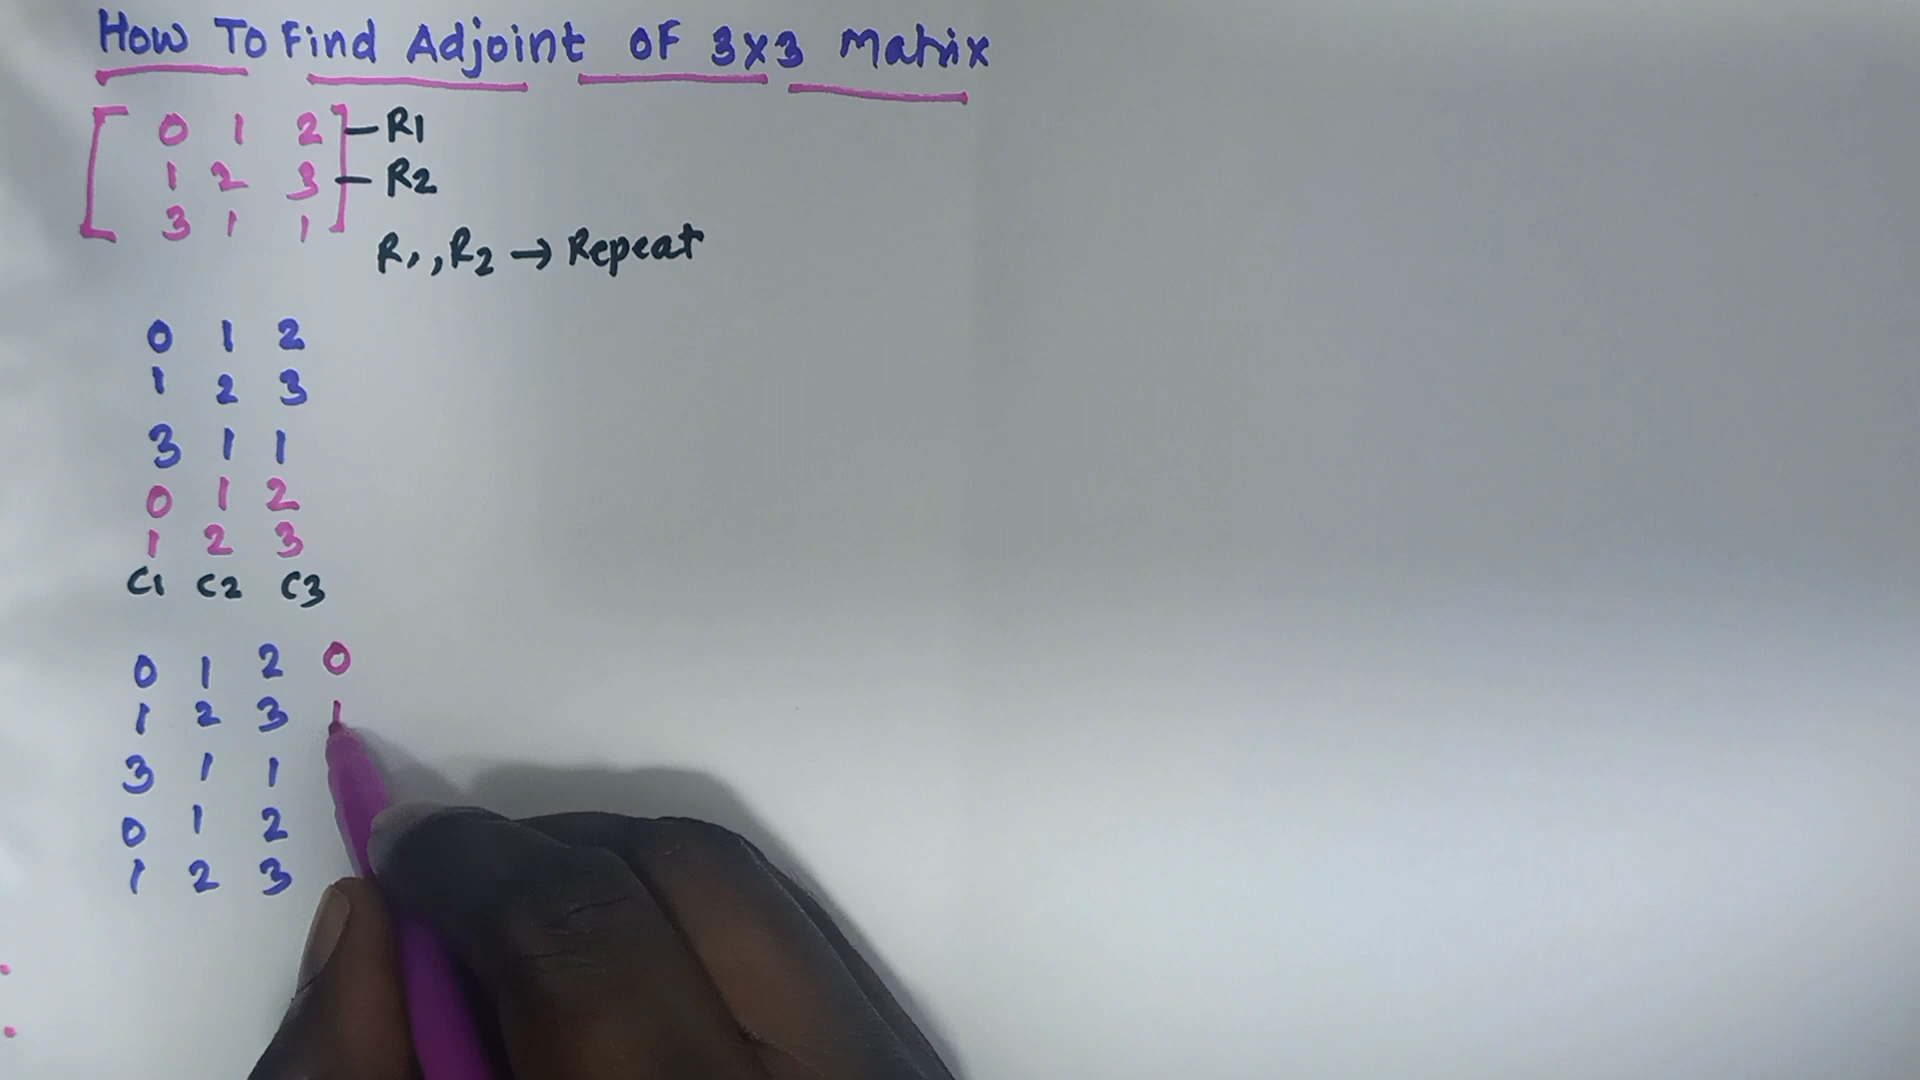 How To Find Adjoint OF 3x3 Matrix
0 1 2 - R1
1 2 3 - R2
3 1 1
R1, R2 → Repeat
0 1 2
1 2 3
3 1 1
0 1 2
1 2 3
C1 C2 C3
0 1 2 0
1 2 3 1
3 1 1
0 1 2
1 2 3